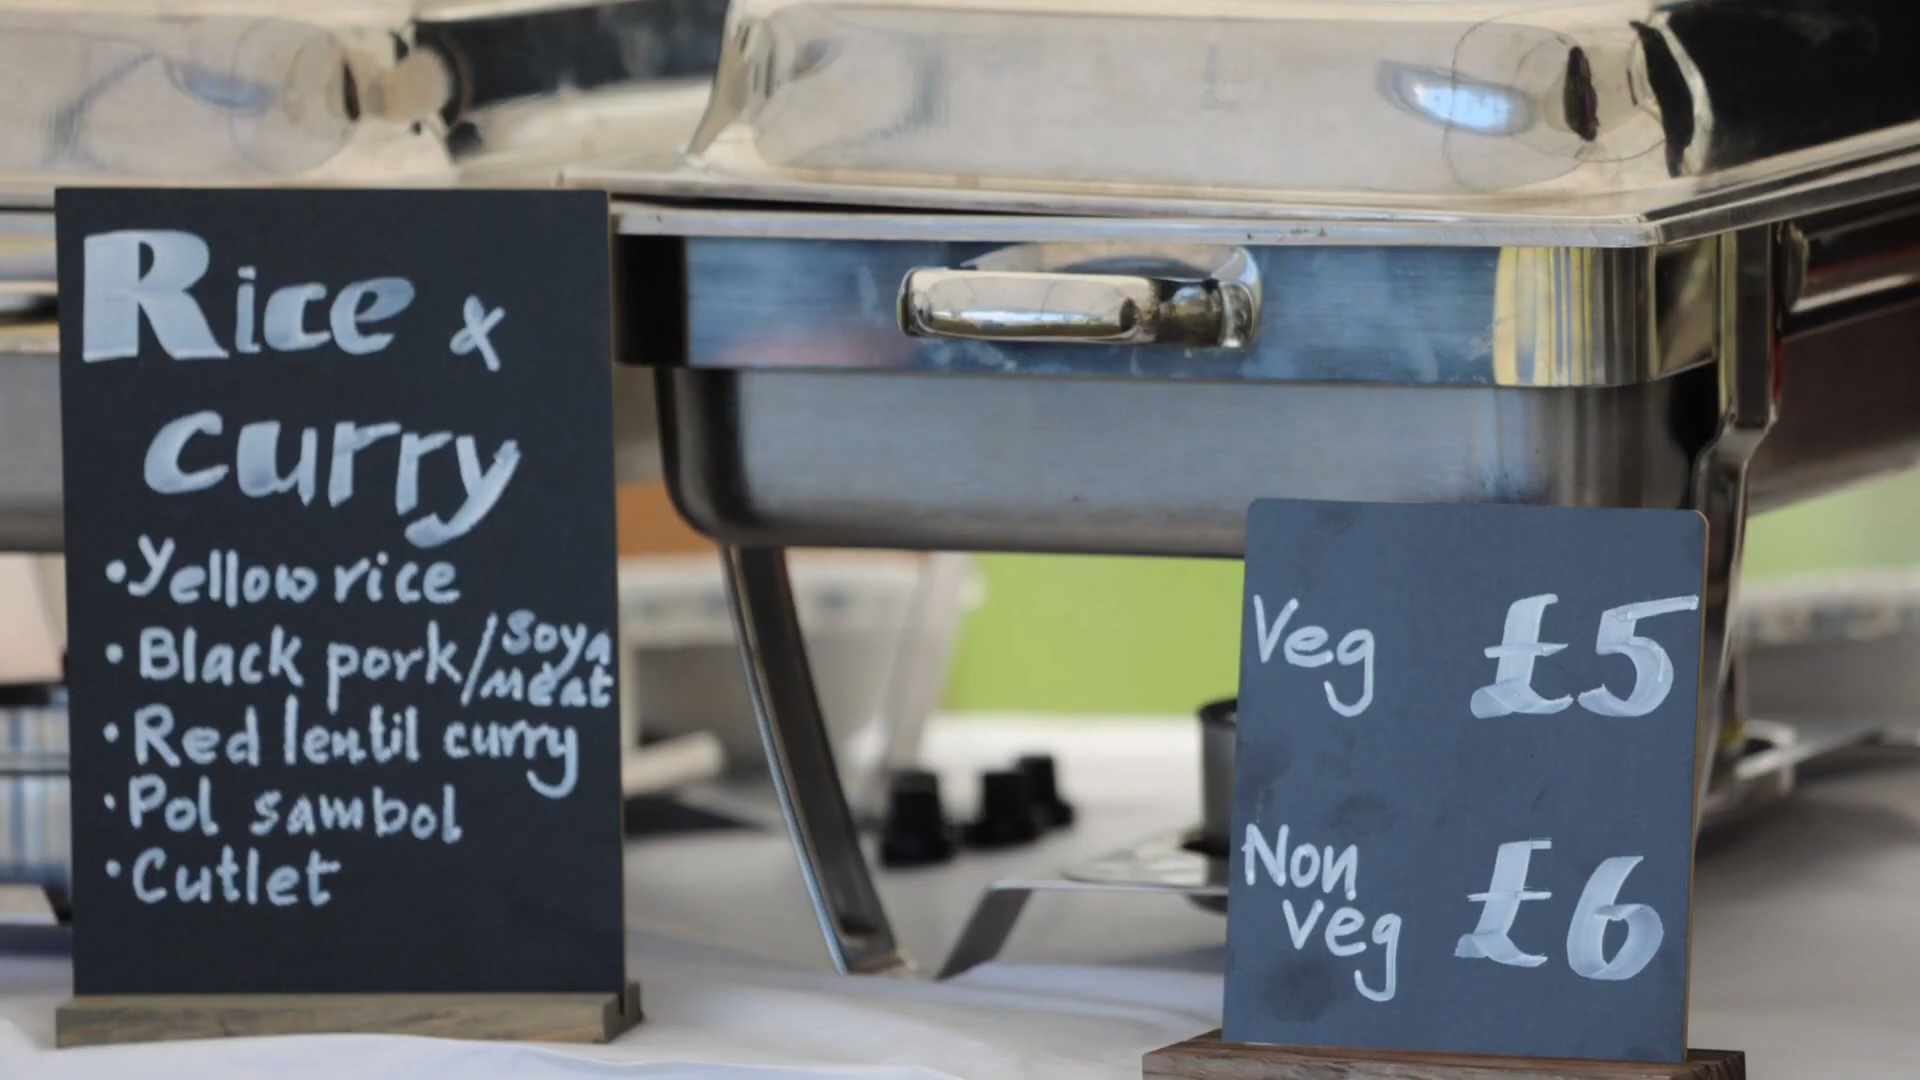 Rice &
curry
• Yellow rice
• Black pork/soya meat
• Red lentil curry
• Pol sambol
• Cutlet
Veg £5
Non veg £6